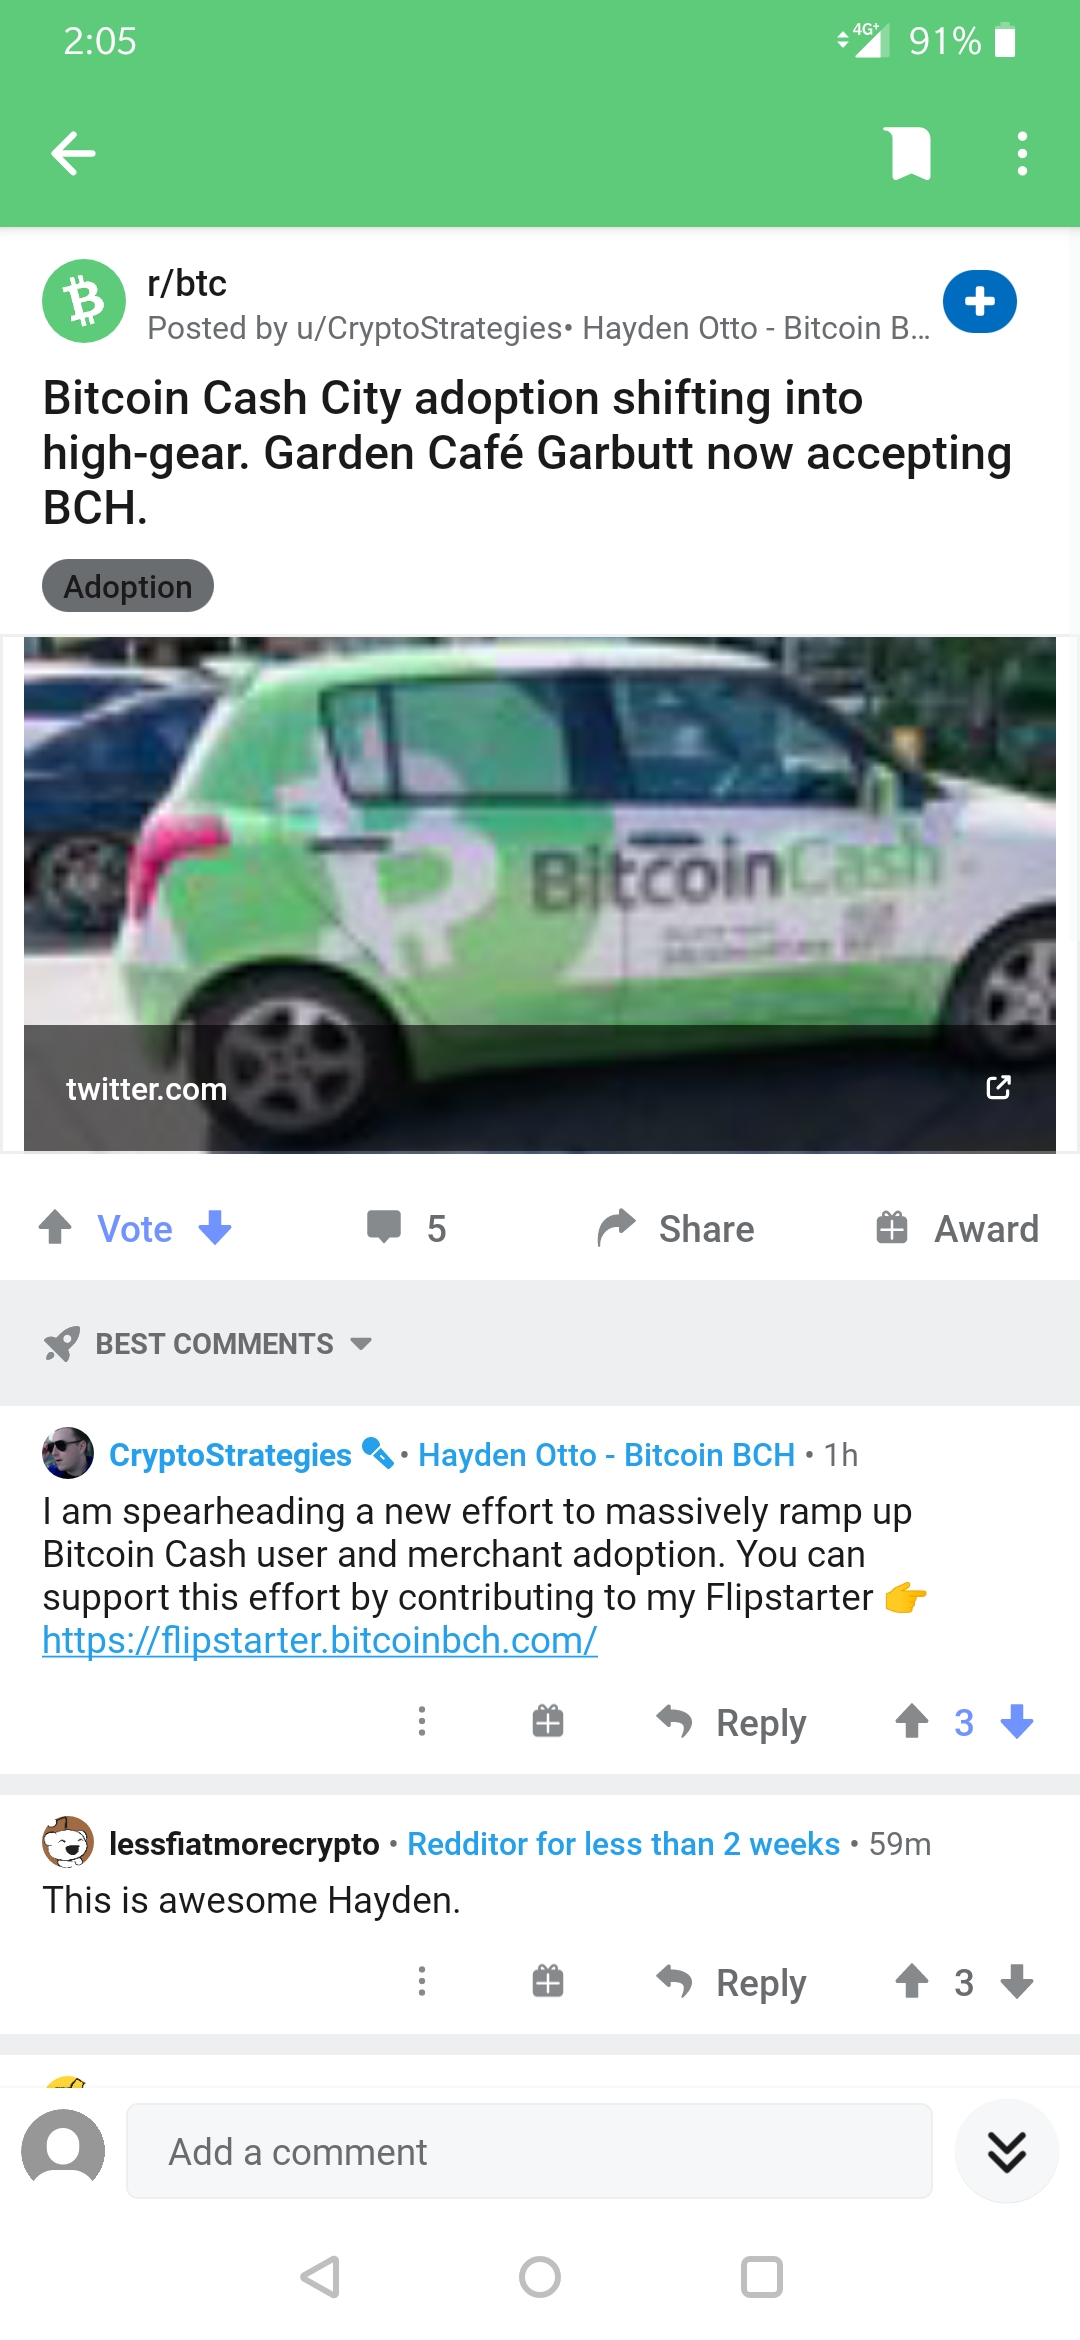 2:05
4G+ 91%
r/btc
Posted by u/CryptoStrategies• Hayden Otto - Bitcoin B...
Bitcoin Cash City adoption shifting into
high-gear. Garden Café Garbutt now accepting
BCH.
Adoption
BitcoinCash
twitter.com
Vote 5 Share Award
BEST COMMENTS
CryptoStrategies • Hayden Otto - Bitcoin BCH • 1h
I am spearheading a new effort to massively ramp up
Bitcoin Cash user and merchant adoption. You can
support this effort by contributing to my Flipstarter 👉
https://flipstarter.bitcoinbch.com/
Reply 3
lessfiatmorecrypto • Redditor for less than 2 weeks • 59m
This is awesome Hayden.
Reply 3
Add a comment